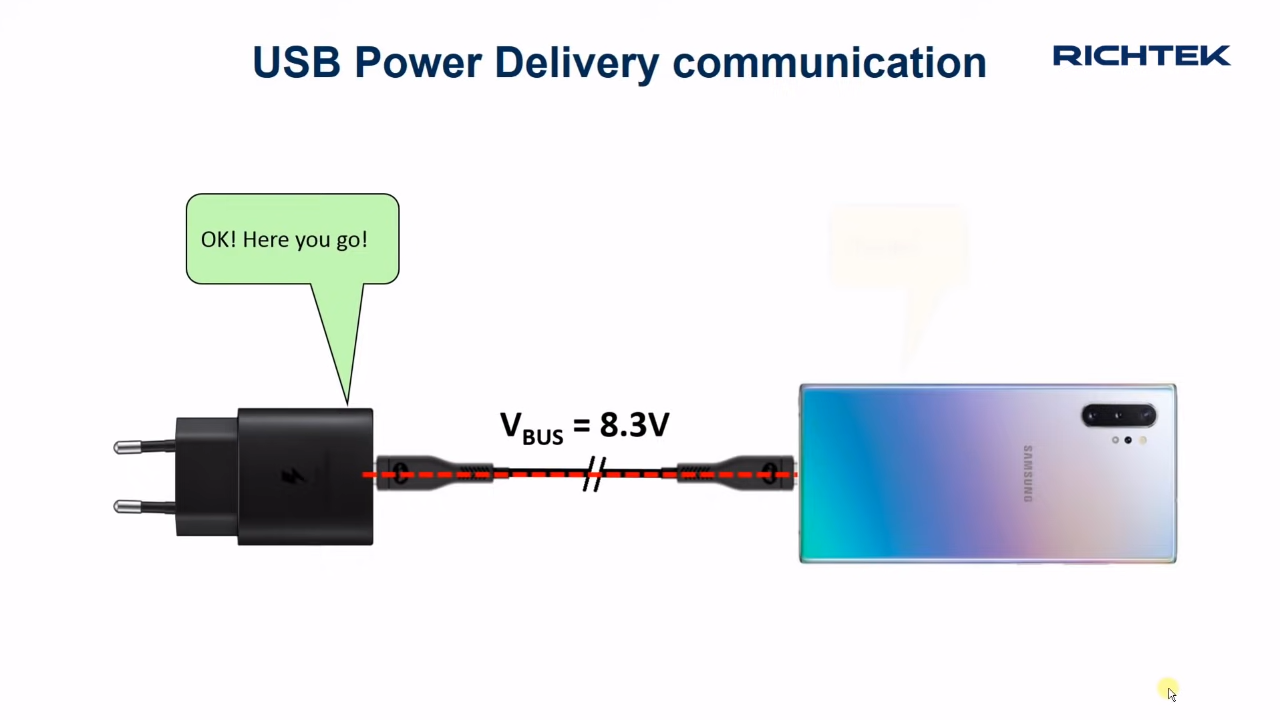 USB Power Delivery communication
RICHTEK
OK! Here you go!
VBUS = 8.3V
SAMSUNG